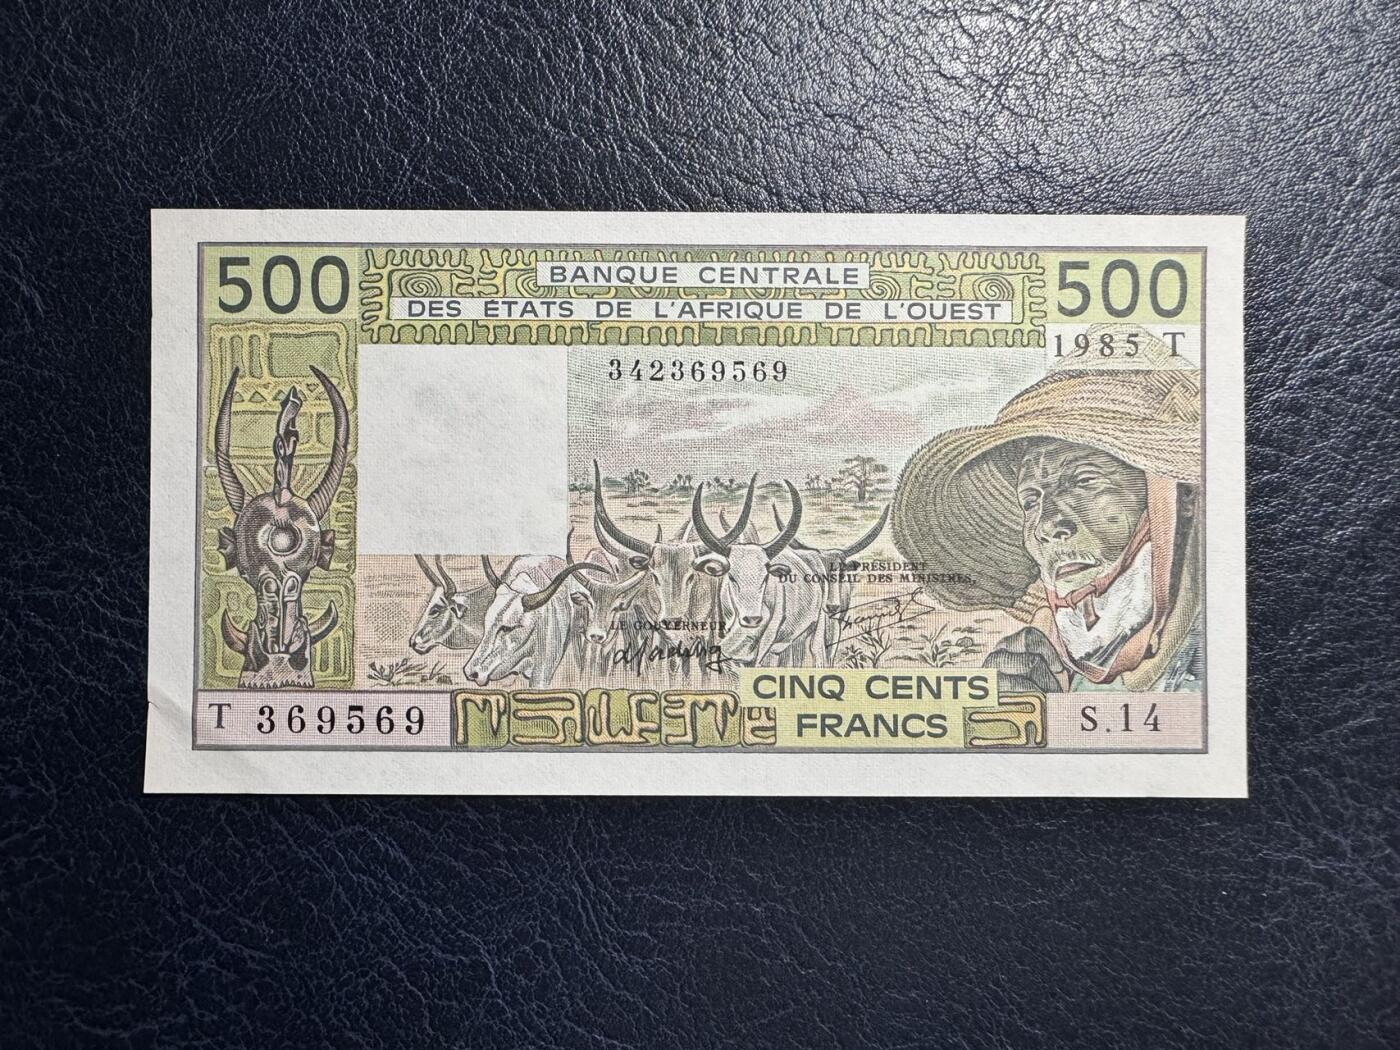 500
BANQUE CENTRALE
DES ÉTATS DE L'AFRIQUE DE L'OUEST
500
1985 T
342369569
LE PRÉSIDENT
DU CONSEIL DES MINISTRES,
LE GOUVERNEUR
CINQ CENTS
FRANCS
T 369569
S.14